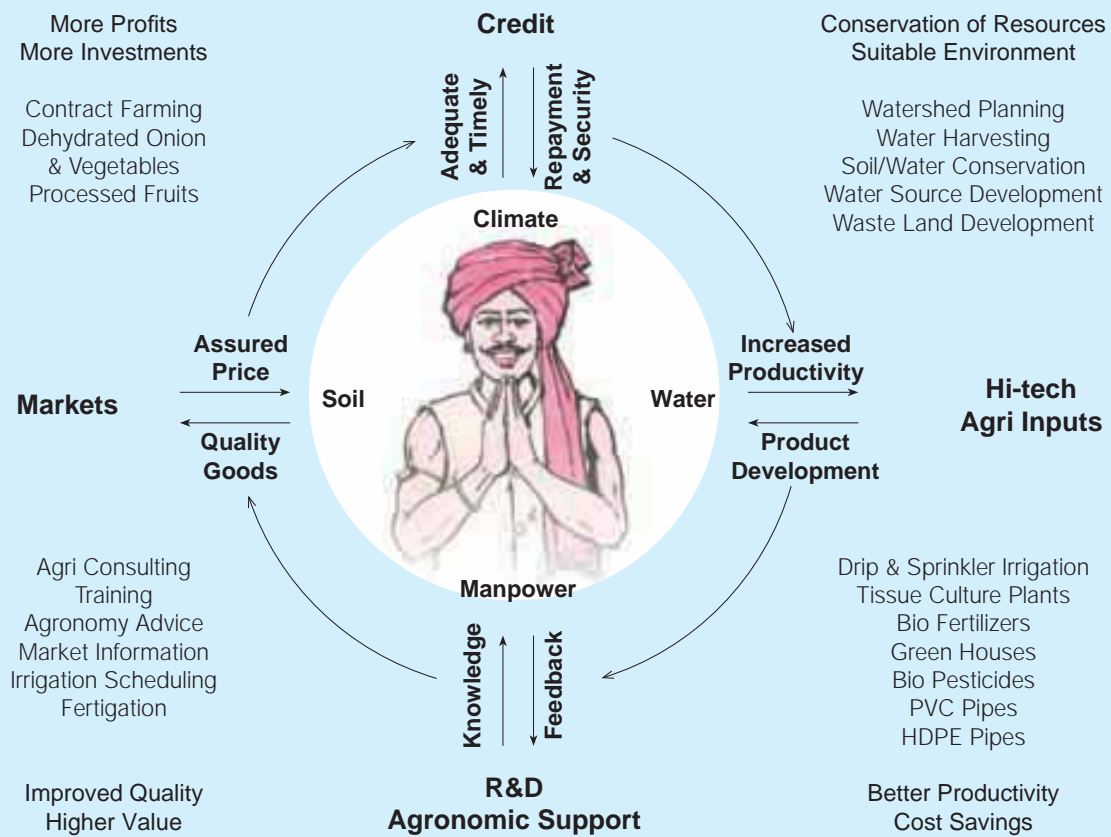 More Profits
More Investments
Contract Farming
Dehydrated Onion
& Vegetables
Processed Fruits
Credit
Adequate
& Timely
Repayment
& Security
Conservation of Resources
Suitable Environment
Watershed Planning
Water Harvesting
Soil/Water Conservation
Water Source Development
Waste Land Development
Climate
Markets
Assured
Price
Quality
Goods
Soil
Water
Increased
Productivity
Product
Development
Hi-tech
Agri Inputs
Manpower
Agri Consulting
Training
Agronomy Advice
Market Information
Irrigation Scheduling
Fertigation
Improved Quality
Higher Value
Knowledge
Feedback
R&D
Agronomic Support
Drip & Sprinkler Irrigation
Tissue Culture Plants
Bio Fertilizers
Green Houses
Bio Pesticides
PVC Pipes
HDPE Pipes
Better Productivity
Cost Savings